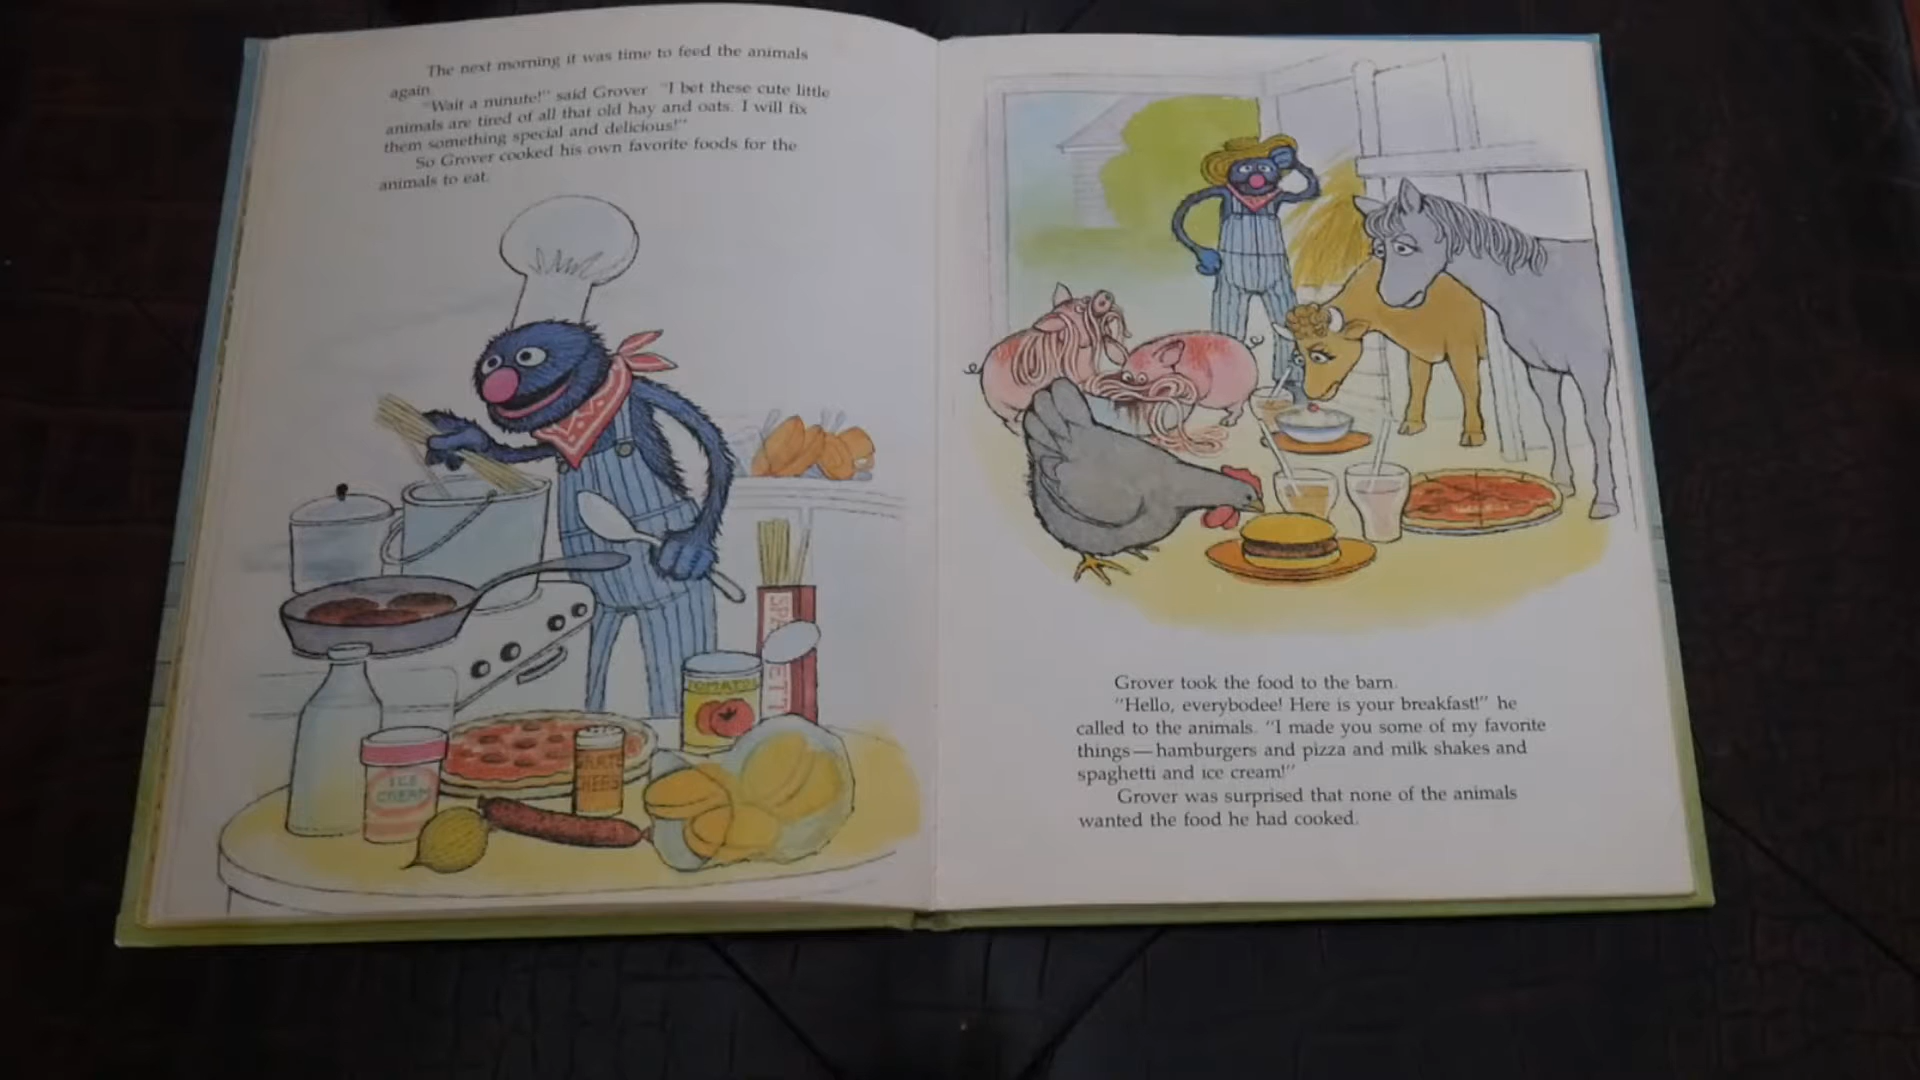 The next morning it was time to feed the animals
again.
"Wait a minute!" said Grover. "I bet these cute little
animals are tired of all that old hay and oats. I will fix
them something special and delicious!"
So Grover cooked his own favorite foods for the
animals to eat.
SPA
ETT
TOMATO
ICE
CREAM
GRATE
CHEES
Grover took the food to the barn.
"Hello, everybodee! Here is your breakfast!" he
called to the animals. "I made you some of my favorite
things—hamburgers and pizza and milk shakes and
spaghetti and ice cream!"
Grover was surprised that none of the animals
wanted the food he had cooked.